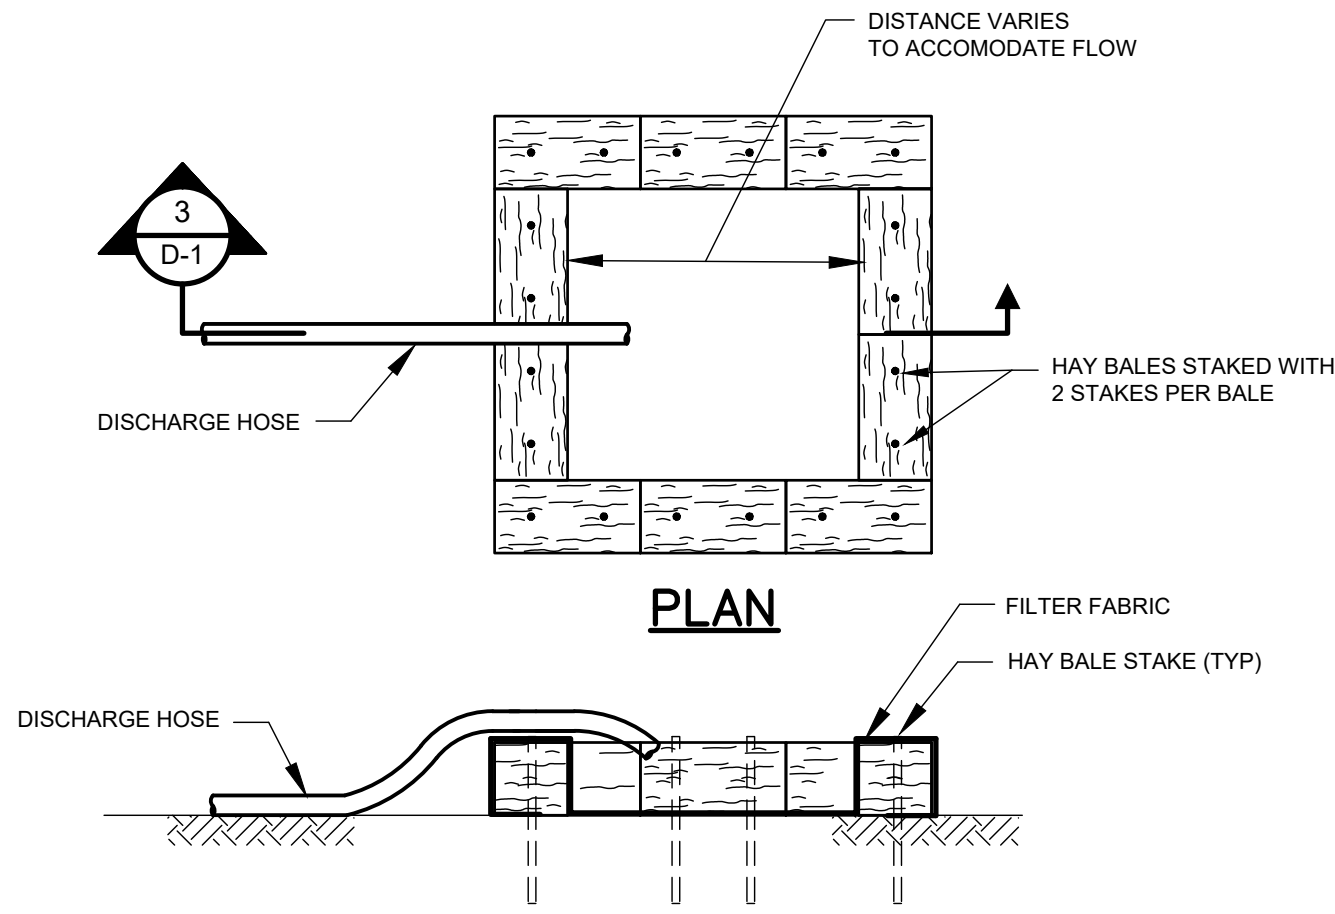 DISTANCE VARIES
TO ACCOMODATE FLOW
3
D-1
HAY BALES STAKED WITH
2 STAKES PER BALE
DISCHARGE HOSE
PLAN
FILTER FABRIC
HAY BALE STAKE (TYP)
DISCHARGE HOSE